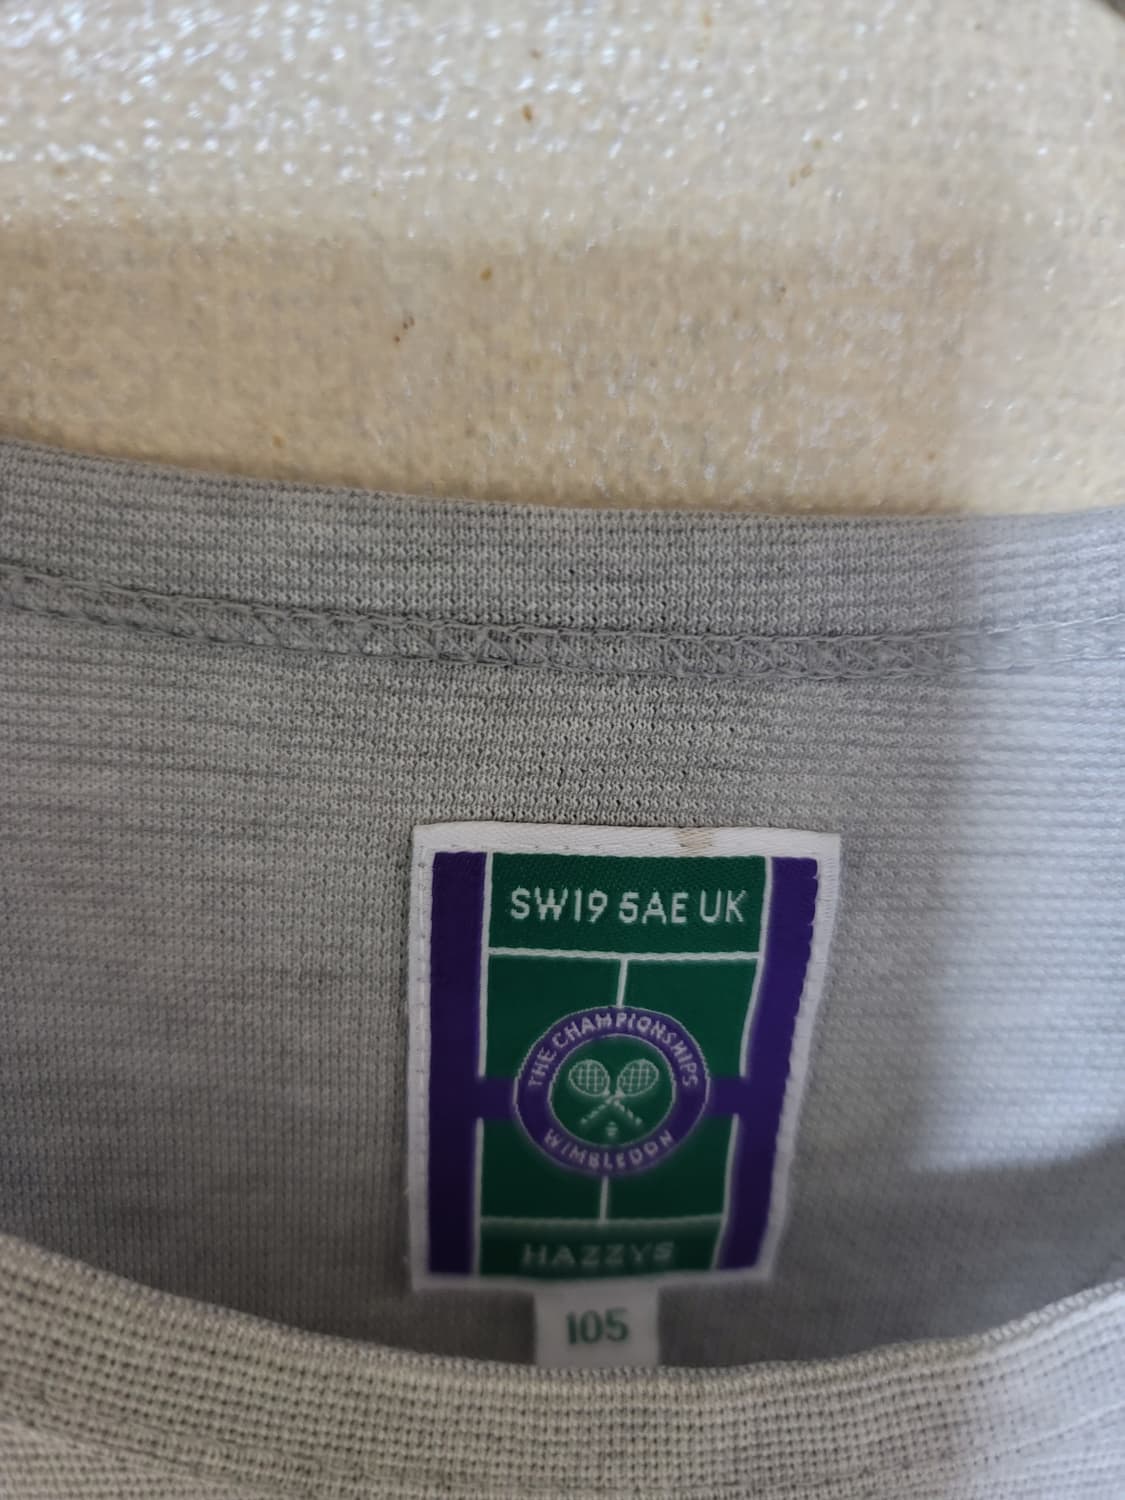 SW19 5AE UK
THE CHAMPIONSHIPS
WIMBLEDON
HAZZYS
105